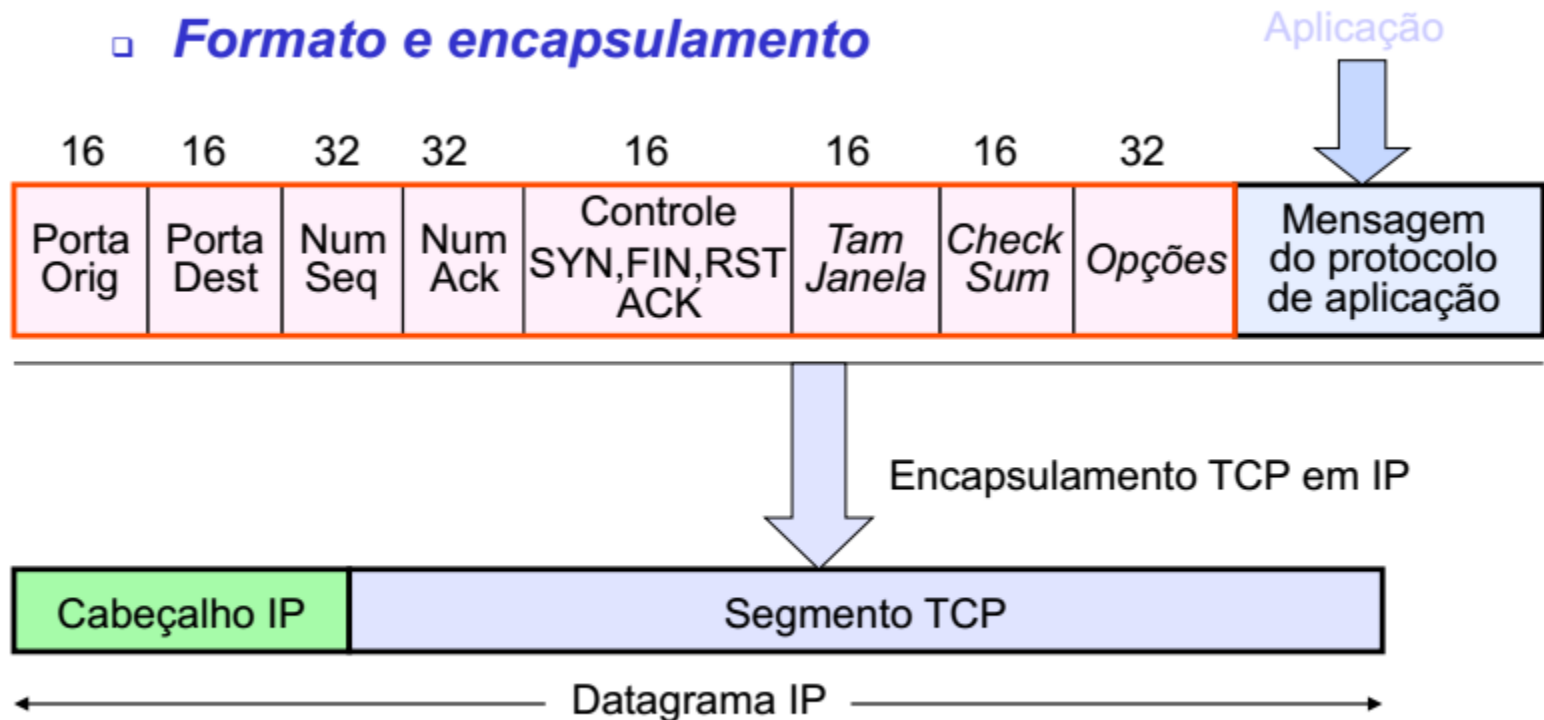 Formato e encapsulamento
Aplicação
16 16 32 32 16 16 16 32
Porta Orig
Porta Dest
Num Seq
Num Ack
Controle
SYN,FIN,RST
ACK
Tam Janela
Check Sum
Opções
Mensagem
do protocolo
de aplicação
Encapsulamento TCP em IP
Cabeçalho IP
Segmento TCP
Datagrama IP